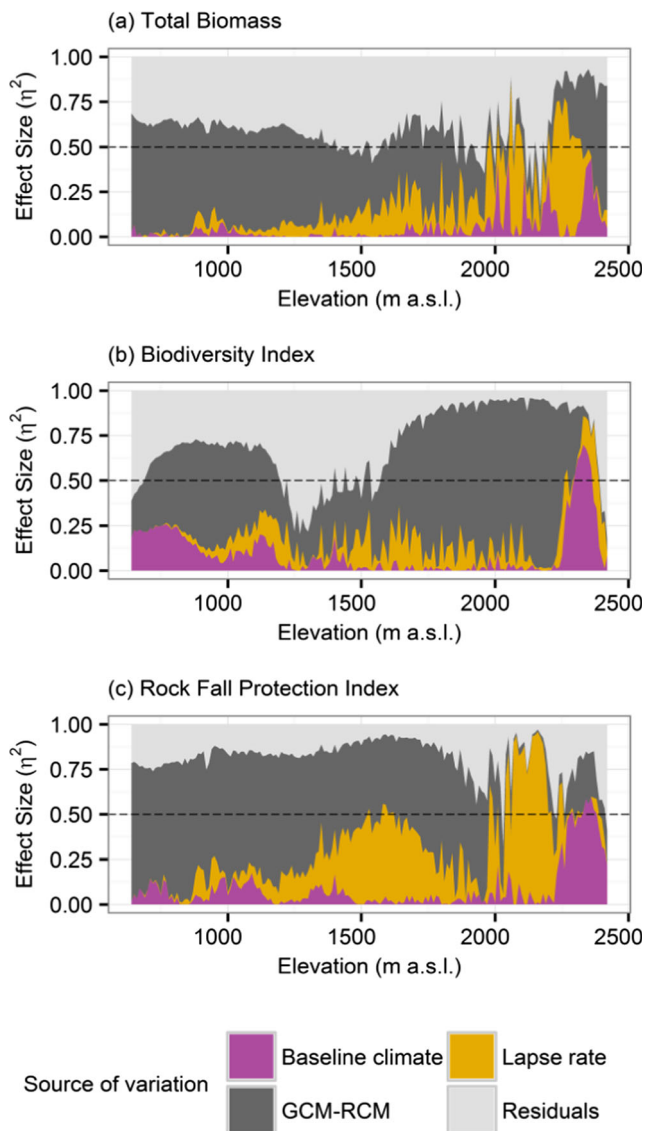 (a) Total Biomass
1.00
0.75
0.50
0.25
0.00
Effect Size (η²)
1000 1500 2000 2500
Elevation (m a.s.l.)
(b) Biodiversity Index
1.00
0.75
0.50
0.25
0.00
Effect Size (η²)
1000 1500 2000 2500
Elevation (m a.s.l.)
(c) Rock Fall Protection Index
1.00
0.75
0.50
0.25
0.00
Effect Size (η²)
1000 1500 2000 2500
Elevation (m a.s.l.)
Source of variation
Baseline climate
Lapse rate
GCM-RCM
Residuals